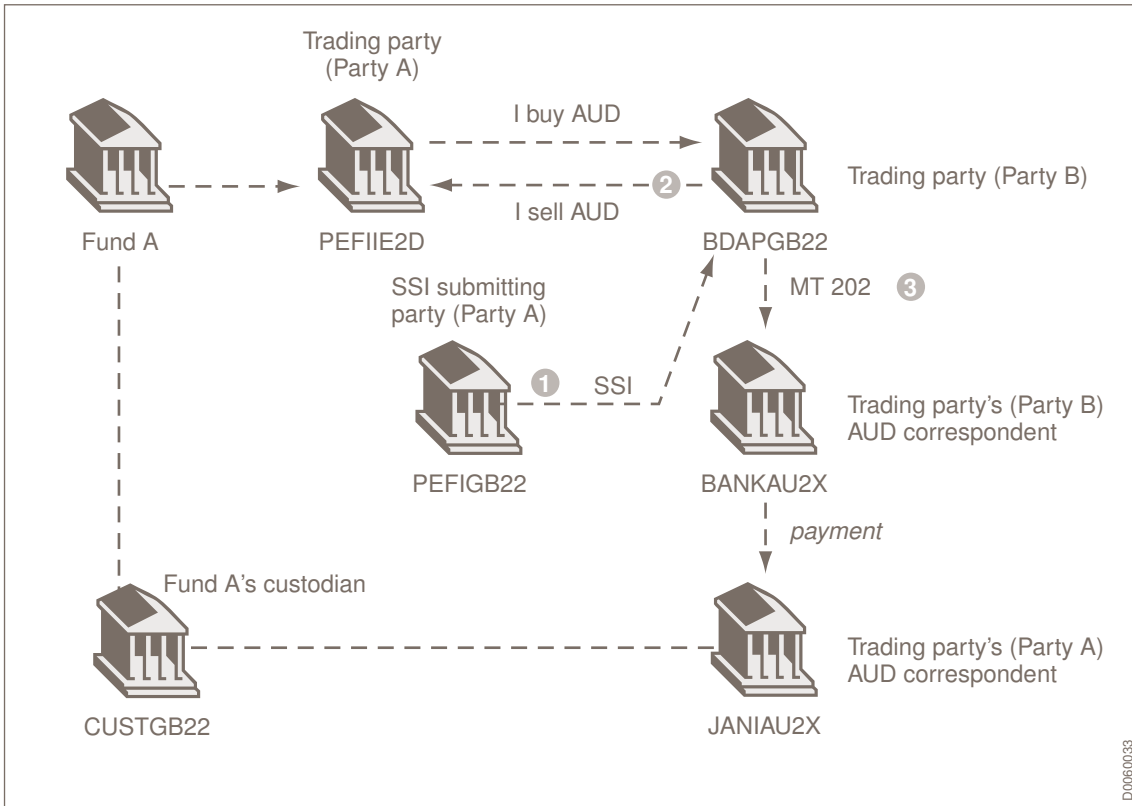 Trading party
(Party A)
I buy AUD
2
I sell AUD
Trading party (Party B)
Fund A
PEFIIE2D
BDAPGB22
SSI submitting
party (Party A)
MT 202
3
1
SSI
Trading party's (Party B)
AUD correspondent
PEFIGB22
BANKAU2X
payment
Fund A's custodian
Trading party's (Party A)
AUD correspondent
CUSTGB22
JANIAU2X
D0060033